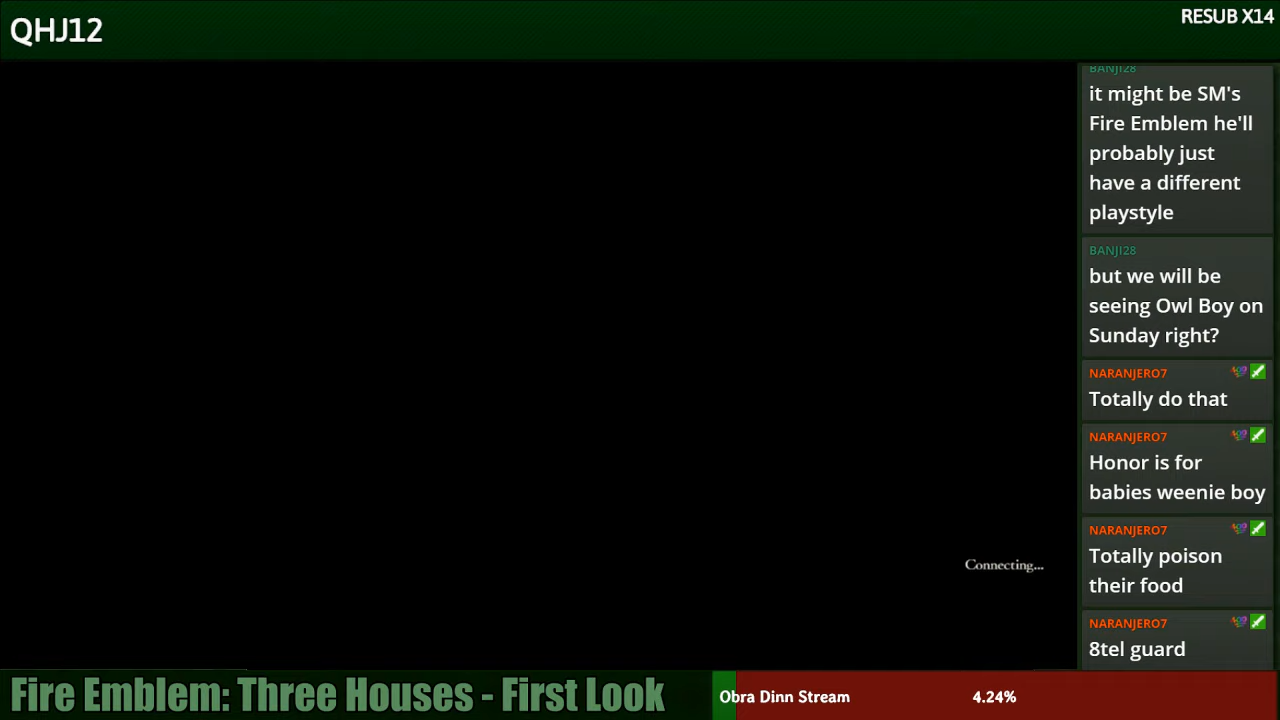 QHJ12
RESUB X14
BANJI28
it might be SM's
Fire Emblem he'll
probably just
have a different
playstyle
BANJI28
but we will be
seeing Owl Boy on
Sunday right?
NARANJERO7
Totally do that
NARANJERO7
Honor is for
babies weenie boy
NARANJERO7
Totally poison
their food
NARANJERO7
8tel guard
Connecting...
Fire Emblem: Three Houses - First Look
Obra Dinn Stream 4.24%